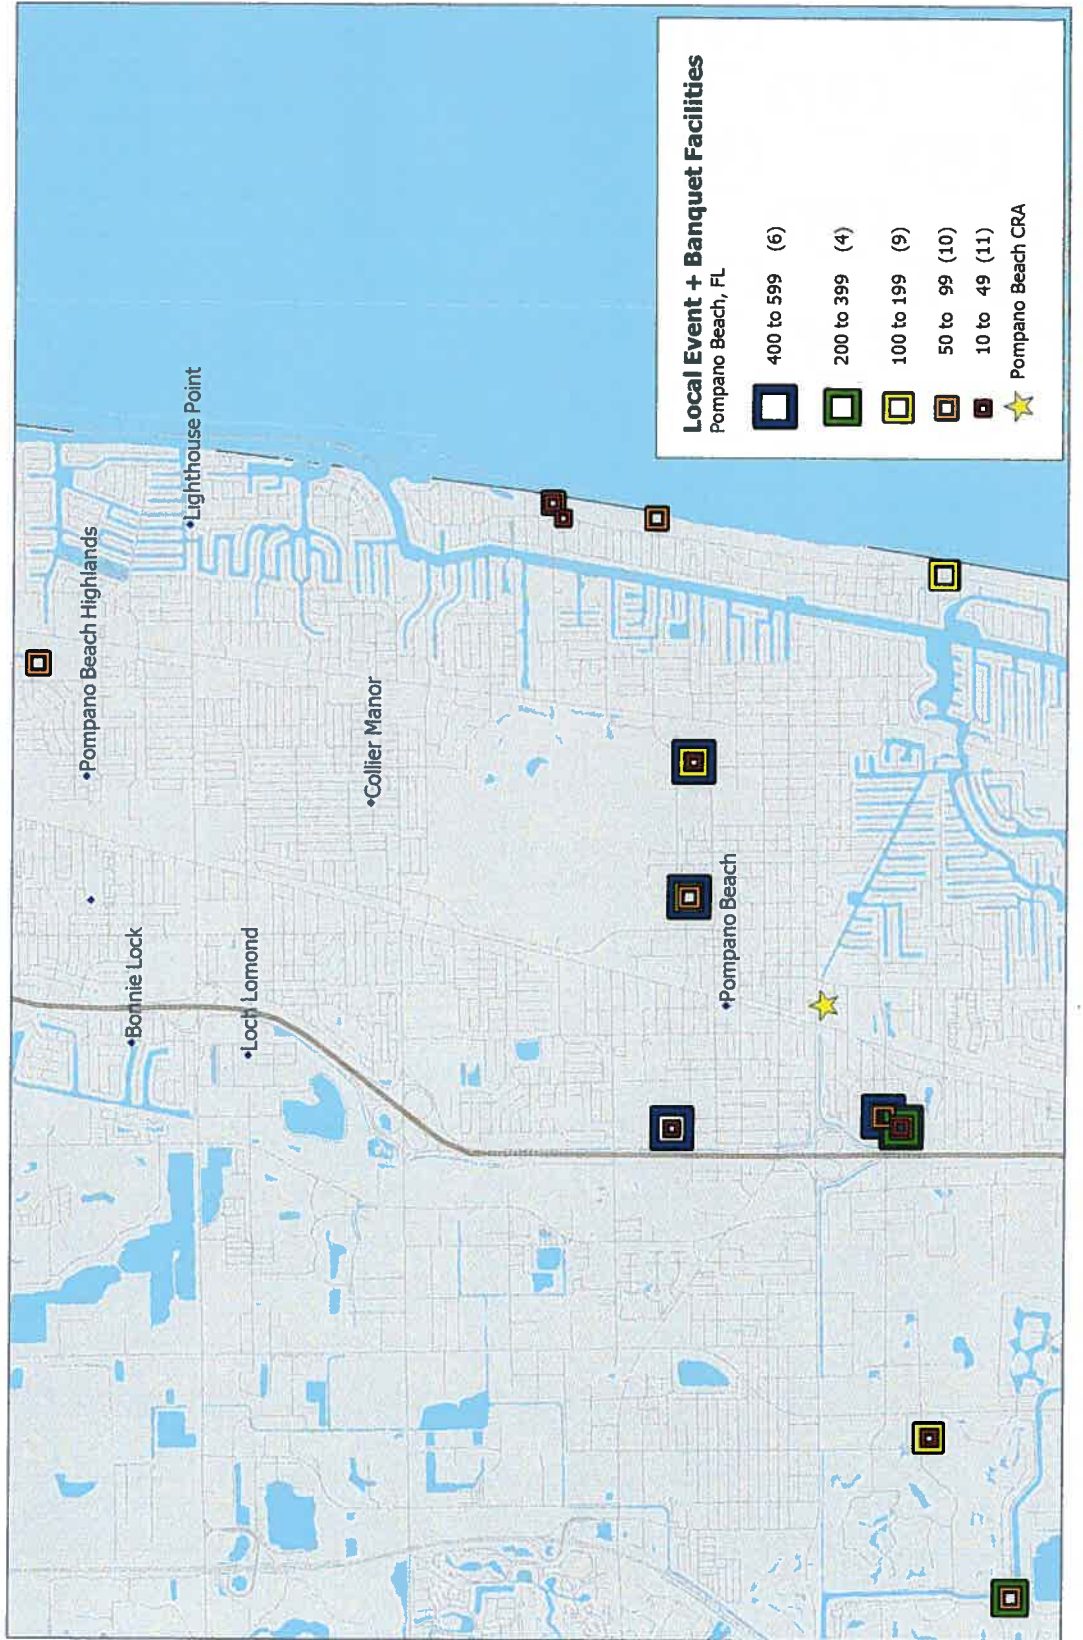 Pompano Beach Highlands
Lighthouse Point
Bonnie Lock
Loch Lomond
Collier Manor
Pompano Beach
Local Event + Banquet Facilities
Pompano Beach, FL
400 to 599 (6)
200 to 399 (4)
100 to 199 (9)
50 to 99 (10)
10 to 49 (11)
Pompano Beach CRA